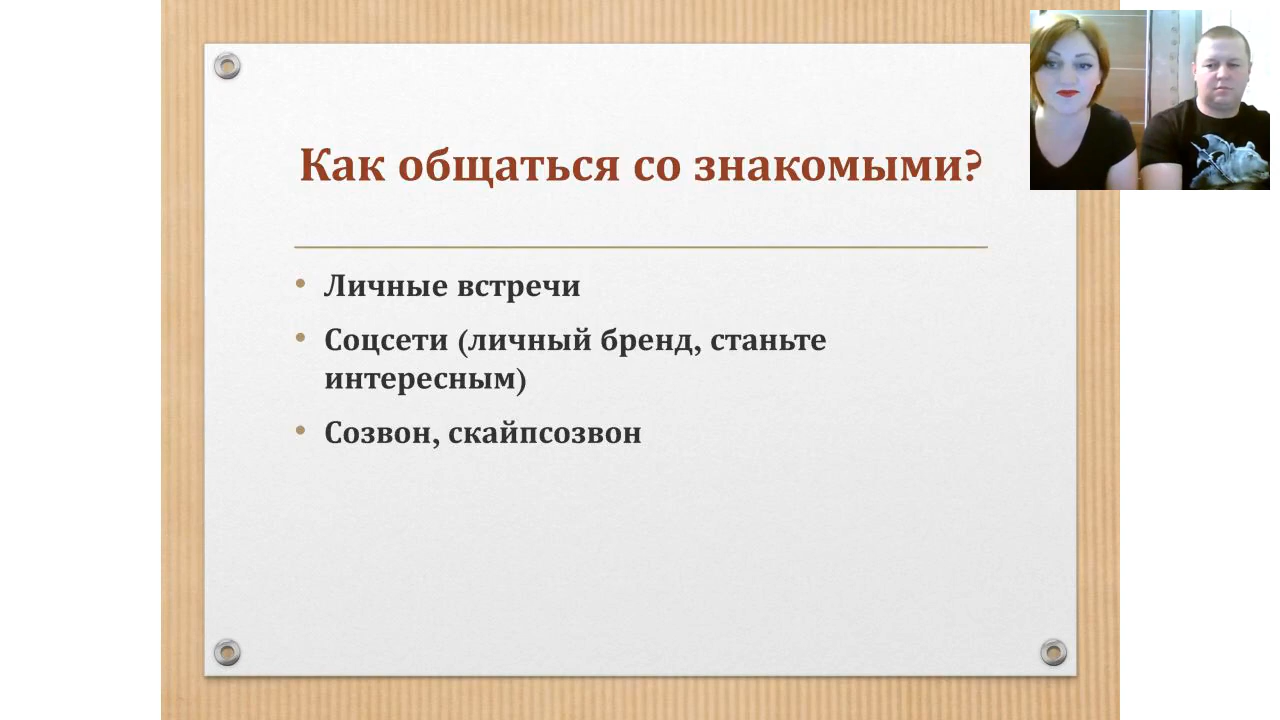 Как общаться со знакомыми?
Личные встречи
Соцсети (личный бренд, станьте
интересным)
Созвон, скайпсозвон